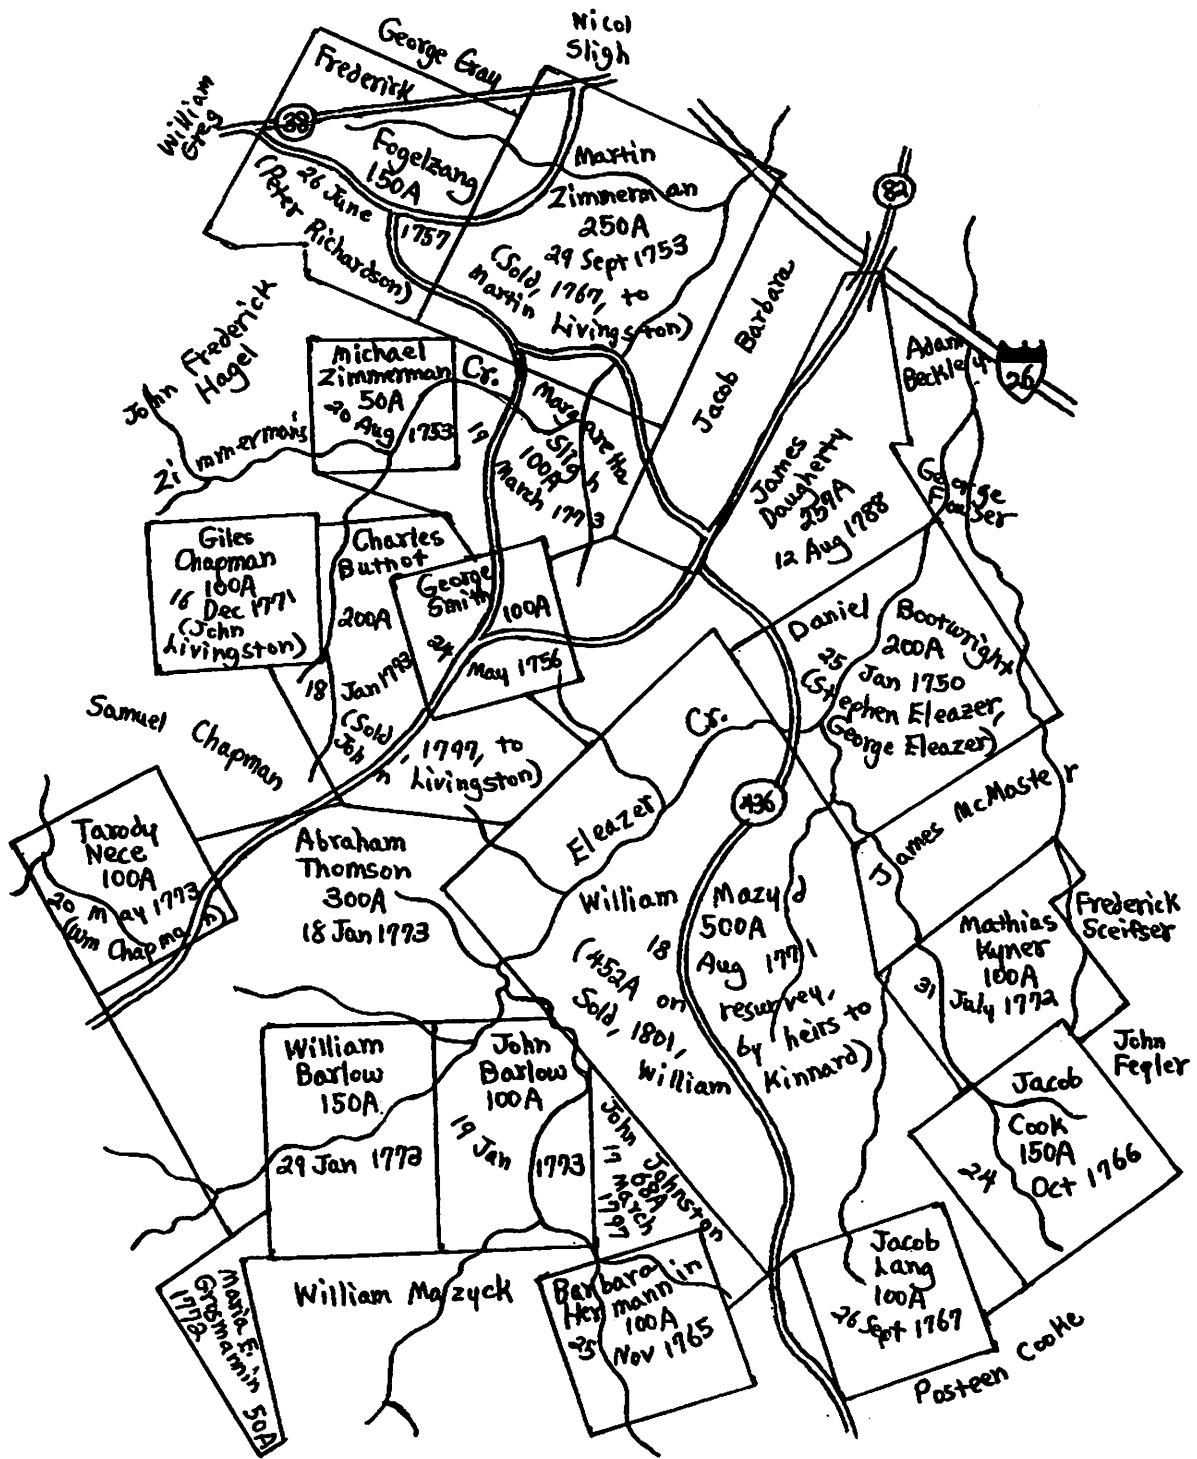 Nicol
Sligh
George Gray
William
Greg
38
Frederick
Fogelzang
150A
26 June
1757
(Peter
Richardson)
Martin
Zimmerman
250A
29 Sept 1753
(Sold, 1767, to
Martin Livingston)
Jacob Barbara
82
26
Adam
Beckley
George
John Frederick
Hagel
Michael
Zimmerman
50A
20 Aug 1753
Zimmerman's
Cr.
Margaretta
Sligh
100A
19 March 1773
James
Daugherty
259A
12 Aug 1788
Giles
Chapman
100A
16 Dec 1771
(John
Livingston)
Charles
Buthot
200A
18 Jan 1773
(Sold, 1797, to
John Livingston)
George
Smith
100A
24 May 1756
Daniel Bootwright
200A
25 Jan 1750
(Stephen Eleazer,
George Eleazer)
Samuel Chapman
Eleazer Cr.
436
James McMaster
Tarody
Nece
100A
20 May 1773
(Wm Chapman)
Abraham
Thomson
300A
18 Jan 1773
William Mazyd
500A
18 Aug 1771
(452A on resurvey,
Sold, 1801, by heirs to
William Kinnard)
Frederick
Sceifser
Mathias
Kyner
100A
31 July 1772
John
Fegler
William
Barlow
150A
29 Jan 1773
John
Barlow
100A
19 Jan 1773
John Johnston
68A
17 March
1797
Jacob
Cook
150A
24 Oct 1766
Jacob
Lang
100A
26 Sept 1767
Maria E.
Grosmannin 50A
1772
William Mazyck
Barbara
Hermannin
100A
25 Nov 1765
Posteen Cooke